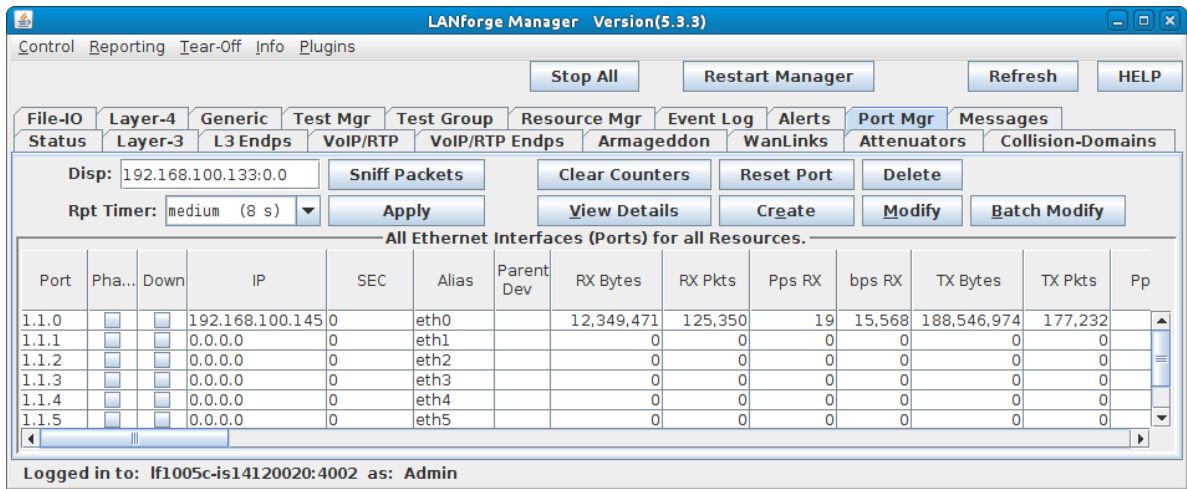 LANforge Manager Version(5.3.3)
Control Reporting Tear-Off Info Plugins
Stop All Restart Manager Refresh HELP
File-IO Layer-4 Generic Test Mgr Test Group Resource Mgr Event Log Alerts Port Mgr Messages
Status Layer-3 L3 Endps VoIP/RTP VoIP/RTP Endps Armageddon WanLinks Attenuators Collision-Domains
Disp: 192.168.100.133:0.0 Sniff Packets Clear Counters Reset Port Delete
Rpt Timer: medium (8 s) Apply View Details Create Modify Batch Modify
All Ethernet Interfaces (Ports) for all Resources.
Port Pha... Down IP SEC Alias Parent Dev RX Bytes RX Pkts Pps RX bps RX TX Bytes TX Pkts Pp
1.1.0 192.168.100.145 0 eth0 12,349,471 125,350 19 15,568 188,546,974 177,232
1.1.1 0.0.0.0 0 eth1 0 0 0 0 0 0
1.1.2 0.0.0.0 0 eth2 0 0 0 0 0 0
1.1.3 0.0.0.0 0 eth3 0 0 0 0 0 0
1.1.4 0.0.0.0 0 eth4 0 0 0 0 0 0
1.1.5 0.0.0.0 0 eth5 0 0 0 0 0 0
Logged in to: lf1005c-is14120020:4002 as: Admin